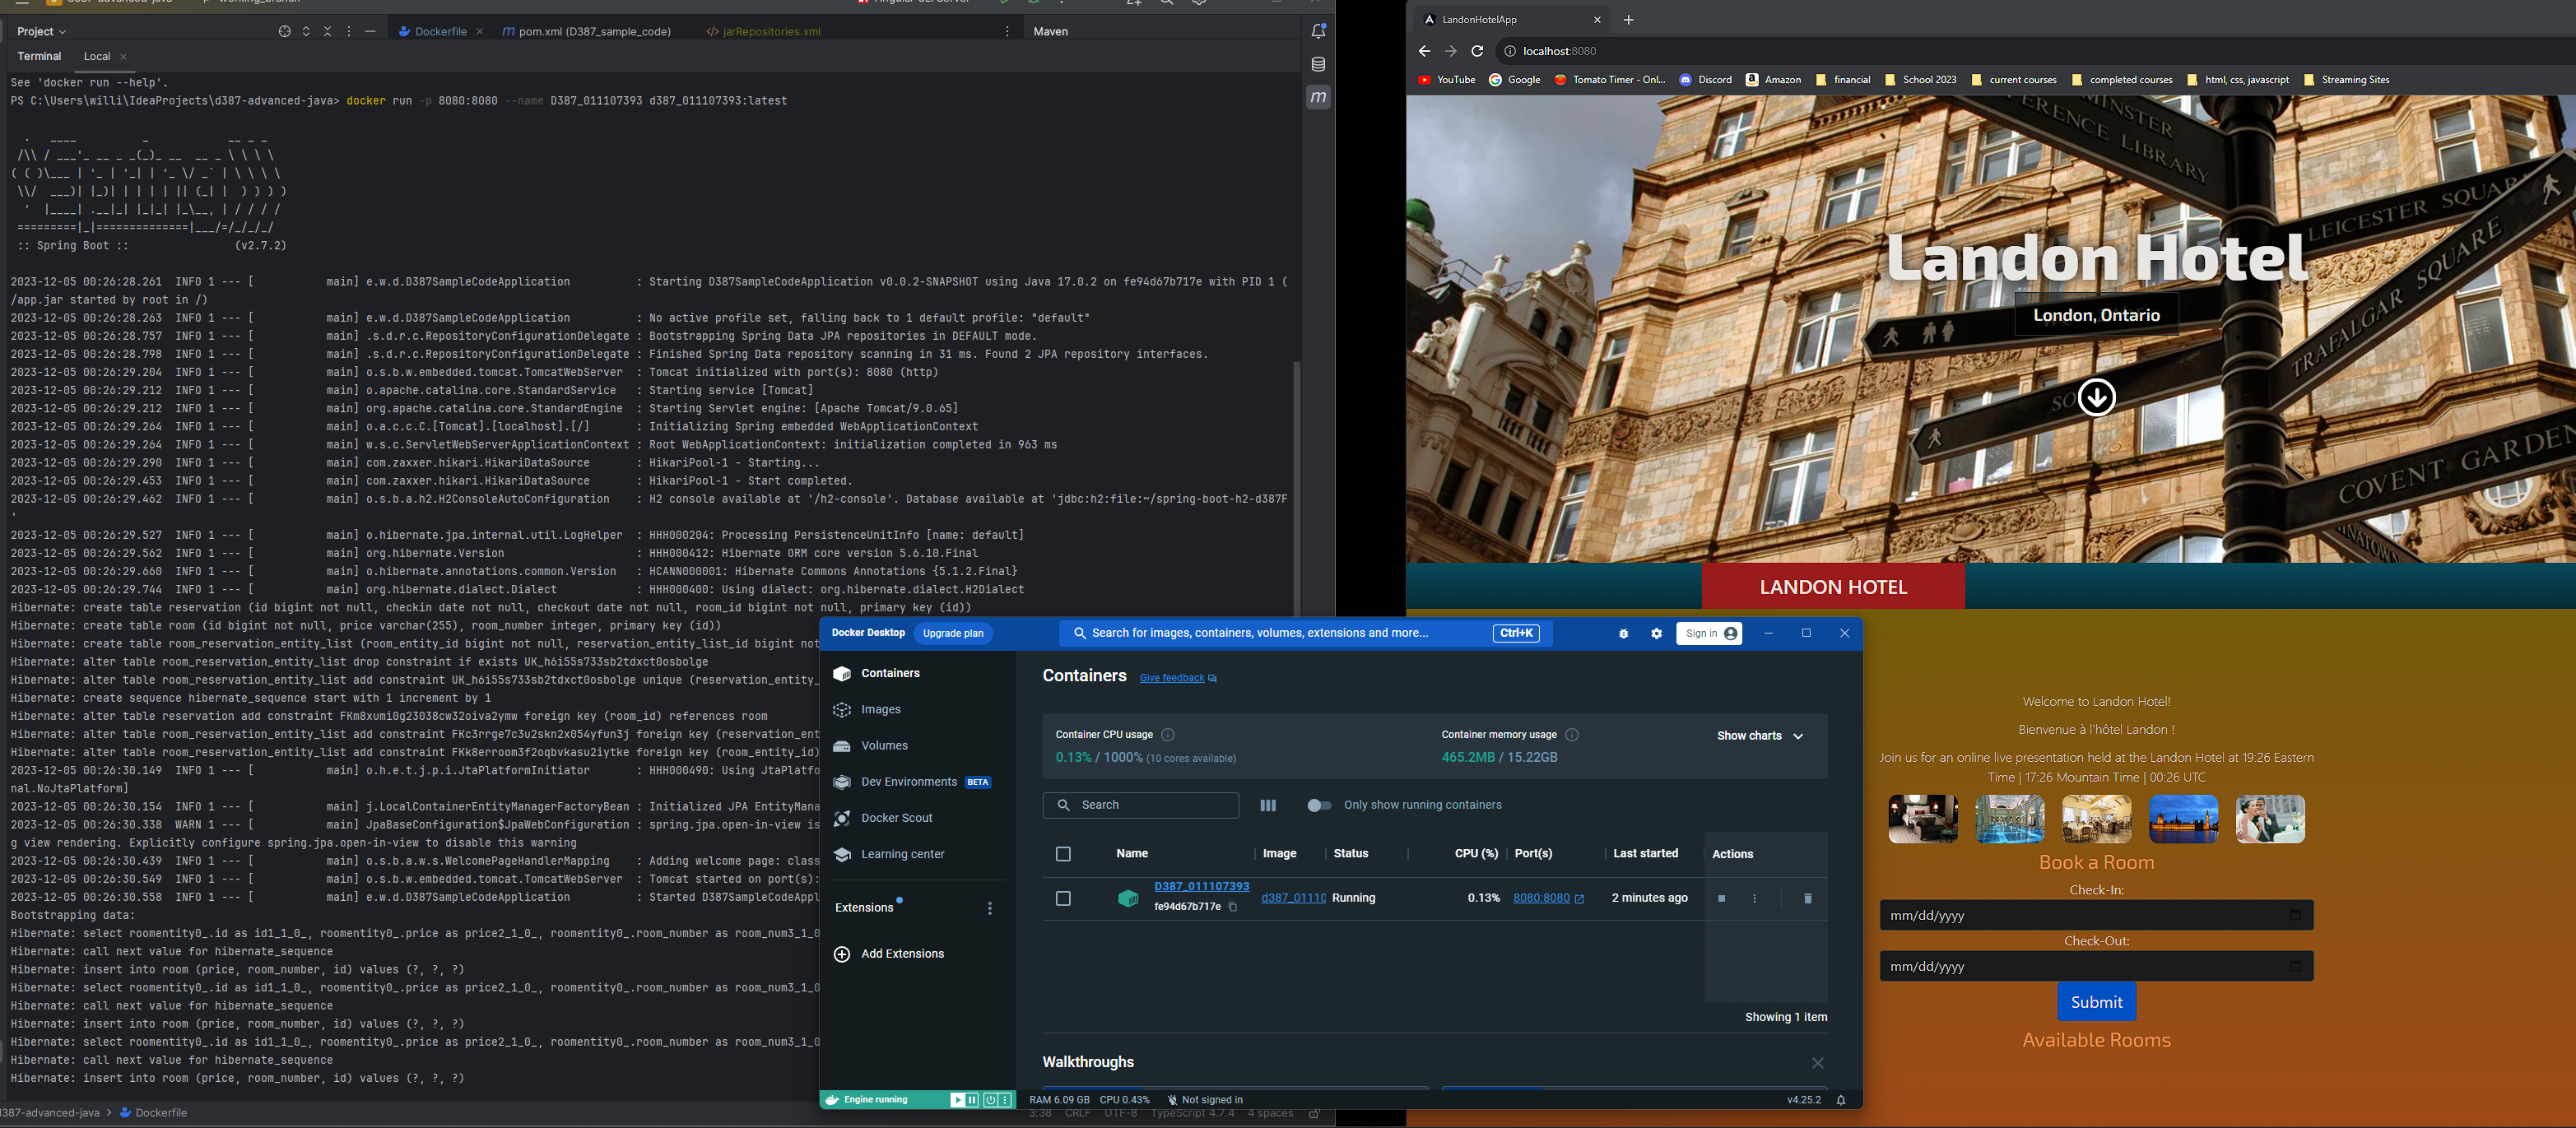 d387-advanced-java
working_branch
Angular CLI Server
Project
Dockerfile
pom.xml (D387_sample_code)
jarRepositories.xml
Maven
Terminal
Local
See 'docker run --help'.
PS C:\Users\willi\IdeaProjects\d387-advanced-java> docker run -p 8080:8080 --name D387_011107393 d387_011107393:latest
:: Spring Boot ::                (v2.7.2)
2023-12-05 00:26:28.261  INFO 1 --- [           main] e.w.d.D387SampleCodeApplication          : Starting D387SampleCodeApplication v0.0.2-SNAPSHOT using Java 17.0.2 on fe94d67b717e with PID 1 (
/app.jar started by root in /)
2023-12-05 00:26:28.263  INFO 1 --- [           main] e.w.d.D387SampleCodeApplication          : No active profile set, falling back to 1 default profile: "default"
2023-12-05 00:26:28.757  INFO 1 --- [           main] .s.d.r.c.RepositoryConfigurationDelegate : Bootstrapping Spring Data JPA repositories in DEFAULT mode.
2023-12-05 00:26:28.798  INFO 1 --- [           main] .s.d.r.c.RepositoryConfigurationDelegate : Finished Spring Data repository scanning in 31 ms. Found 2 JPA repository interfaces.
2023-12-05 00:26:29.204  INFO 1 --- [           main] o.s.b.w.embedded.tomcat.TomcatWebServer  : Tomcat initialized with port(s): 8080 (http)
2023-12-05 00:26:29.212  INFO 1 --- [           main] o.apache.catalina.core.StandardService   : Starting service [Tomcat]
2023-12-05 00:26:29.212  INFO 1 --- [           main] org.apache.catalina.core.StandardEngine  : Starting Servlet engine: [Apache Tomcat/9.0.65]
2023-12-05 00:26:29.264  INFO 1 --- [           main] o.a.c.c.C.[Tomcat].[localhost].[/]       : Initializing Spring embedded WebApplicationContext
2023-12-05 00:26:29.264  INFO 1 --- [           main] w.s.c.ServletWebServerApplicationContext : Root WebApplicationContext: initialization completed in 963 ms
2023-12-05 00:26:29.290  INFO 1 --- [           main] com.zaxxer.hikari.HikariDataSource       : HikariPool-1 - Starting...
2023-12-05 00:26:29.453  INFO 1 --- [           main] com.zaxxer.hikari.HikariDataSource       : HikariPool-1 - Start completed.
2023-12-05 00:26:29.462  INFO 1 --- [           main] o.s.b.a.h2.H2ConsoleAutoConfiguration    : H2 console available at '/h2-console'. Database available at 'jdbc:h2:file:~/spring-boot-h2-d387F
'
2023-12-05 00:26:29.527  INFO 1 --- [           main] o.hibernate.jpa.internal.util.LogHelper  : HHH000204: Processing PersistenceUnitInfo [name: default]
2023-12-05 00:26:29.562  INFO 1 --- [           main] org.hibernate.Version                    : HHH000412: Hibernate ORM core version 5.6.10.Final
2023-12-05 00:26:29.660  INFO 1 --- [           main] o.hibernate.annotations.common.Version   : HCANN000001: Hibernate Commons Annotations {5.1.2.Final}
2023-12-05 00:26:29.744  INFO 1 --- [           main] org.hibernate.dialect.Dialect            : HHH000400: Using dialect: org.hibernate.dialect.H2Dialect
Hibernate: create table reservation (id bigint not null, checkin date not null, checkout date not null, room_id bigint not null, primary key (id))
Hibernate: create table room (id bigint not null, price varchar(255), room_number integer, primary key (id))
Hibernate: create table room_reservation_entity_list (room_entity_id bigint not null, reservation_entity_list_id bigint not
Hibernate: alter table room_reservation_entity_list drop constraint if exists UK_h6i55s733sb2tdxct0osbolge
Hibernate: alter table room_reservation_entity_list add constraint UK_h6i55s733sb2tdxct0osbolge unique (reservation_entity_
Hibernate: create sequence hibernate_sequence start with 1 increment by 1
Hibernate: alter table reservation add constraint FKm8xumi0g23038cw32oiva2ymw foreign key (room_id) references room
Hibernate: alter table room_reservation_entity_list add constraint FKc3rrge7c3u2skn2x054yfun3j foreign key (reservation_ent
Hibernate: alter table room_reservation_entity_list add constraint FKk8erroom3f2oqbvkasu2iytke foreign key (room_entity_id)
2023-12-05 00:26:30.149  INFO 1 --- [           main] o.h.e.t.j.p.i.JtaPlatformInitiator       : HHH000490: Using JtaPlatfo
nal.NoJtaPlatform]
2023-12-05 00:26:30.154  INFO 1 --- [           main] j.LocalContainerEntityManagerFactoryBean : Initialized JPA EntityMana
2023-12-05 00:26:30.338  WARN 1 --- [           main] JpaBaseConfiguration$JpaWebConfiguration : spring.jpa.open-in-view is
g view rendering. Explicitly configure spring.jpa.open-in-view to disable this warning
2023-12-05 00:26:30.439  INFO 1 --- [           main] o.s.b.a.w.s.WelcomePageHandlerMapping    : Adding welcome page: class
2023-12-05 00:26:30.549  INFO 1 --- [           main] o.s.b.w.embedded.tomcat.TomcatWebServer  : Tomcat started on port(s):
2023-12-05 00:26:30.558  INFO 1 --- [           main] e.w.d.D387SampleCodeApplication          : Started D387SampleCodeAppl
Bootstrapping data:
Hibernate: select roomentity0_.id as id1_1_0_, roomentity0_.price as price2_1_0_, roomentity0_.room_number as room_num3_1_0
Hibernate: call next value for hibernate_sequence
Hibernate: insert into room (price, room_number, id) values (?, ?, ?)
Hibernate: select roomentity0_.id as id1_1_0_, roomentity0_.price as price2_1_0_, roomentity0_.room_number as room_num3_1_0
Hibernate: call next value for hibernate_sequence
Hibernate: insert into room (price, room_number, id) values (?, ?, ?)
Hibernate: select roomentity0_.id as id1_1_0_, roomentity0_.price as price2_1_0_, roomentity0_.room_number as room_num3_1_0
Hibernate: call next value for hibernate_sequence
Hibernate: insert into room (price, room_number, id) values (?, ?, ?)
387-advanced-java > Dockerfile
3:38 CRLF UTF-8 TypeScript 4.7.4 4 spaces
Docker Desktop
Upgrade plan
Search for images, containers, volumes, extensions and more...
Ctrl+K
Sign in
Containers
Images
Volumes
Dev Environments BETA
Docker Scout
Learning center
Extensions
Add Extensions
Containers
Give feedback
Container CPU usage
0.13% / 1000% (10 cores available)
Container memory usage
465.2MB / 15.22GB
Show charts
Search
Only show running containers
Name Image Status CPU (%) Port(s) Last started Actions
D387_011107393
fe94d67b717e
d387_01110 Running 0.13% 8080:8080 2 minutes ago
Showing 1 item
Walkthroughs
Engine running
RAM 6.09 GB CPU 0.43% Not signed in
v4.25.2
LandonHotelApp
localhost:8080
YouTube Google Tomato Timer - Onl... Discord Amazon financial School 2023 current courses completed courses html, css, javascript Streaming Sites
MINSTER
ERENCE LIBRARY
LEICESTER SQUAR
TRAFALGAR SQUARE
SO
COVENT GARDEN
INATOWN
Landon Hotel
London, Ontario
LANDON HOTEL
Welcome to Landon Hotel!
Bienvenue à l'hôtel Landon !
Join us for an online live presentation held at the Landon Hotel at 19:26 Eastern
Time | 17:26 Mountain Time | 00:26 UTC
Book a Room
Check-In:
mm/dd/yyyy
Check-Out:
mm/dd/yyyy
Submit
Available Rooms